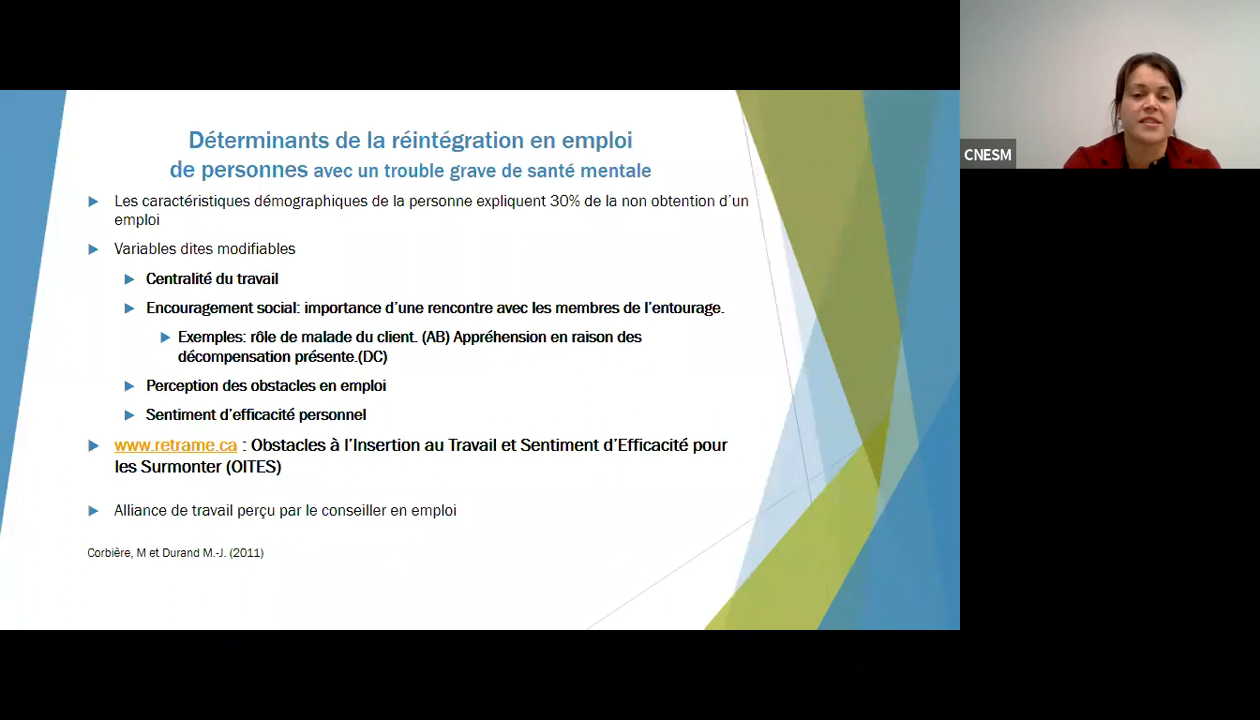 Déterminants de la réintégration en emploi
de personnes avec un trouble grave de santé mentale
Les caractéristiques démographiques de la personne expliquent 30% de la non obtention d'un
emploi
Variables dites modifiables
Centralité du travail
Encouragement social: importance d'une rencontre avec les membres de l'entourage.
Exemples: rôle de malade du client. (AB) Appréhension en raison des
décompensation présente.(DC)
Perception des obstacles en emploi
Sentiment d'efficacité personnel
www.retrame.ca : Obstacles à l'Insertion au Travail et Sentiment d'Efficacité pour
les Surmonter (OITES)
Alliance de travail perçu par le conseiller en emploi
Corbière, M et Durand M.-J. (2011)
CNESM